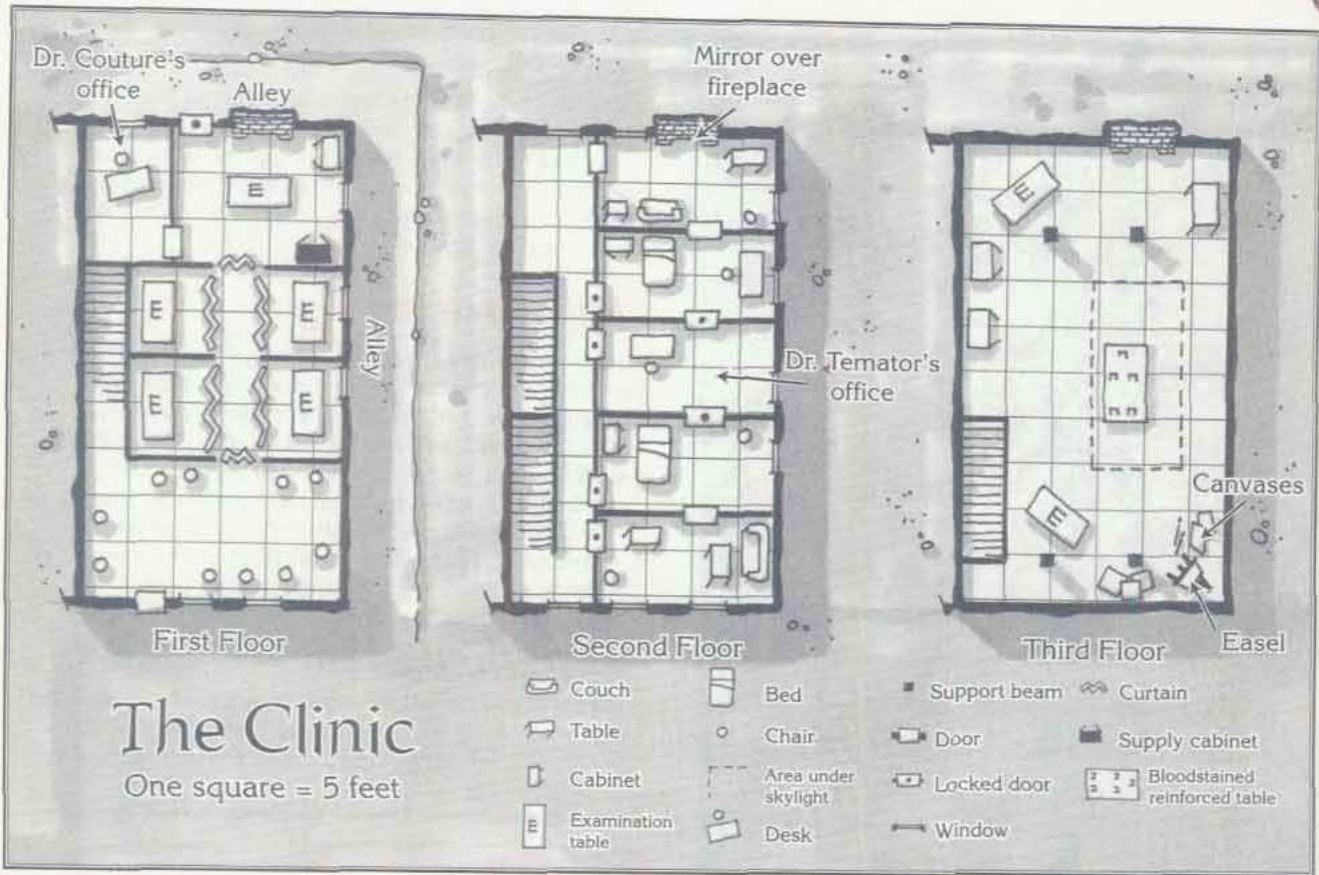 Dr. Couture's
office
Alley
Mirror over
fireplace
E
E
E
E
E
E
E
Alley
Dr. Temator's
office
Canvases
Easel
First Floor
Second Floor
Third Floor
The Clinic
One square = 5 feet
Couch
Table
Cabinet
E
Examination
table
Bed
Chair
Area under
skylight
Desk
Support beam
Door
Locked door
Window
Curtain
Supply cabinet
Bloodstained
reinforced table